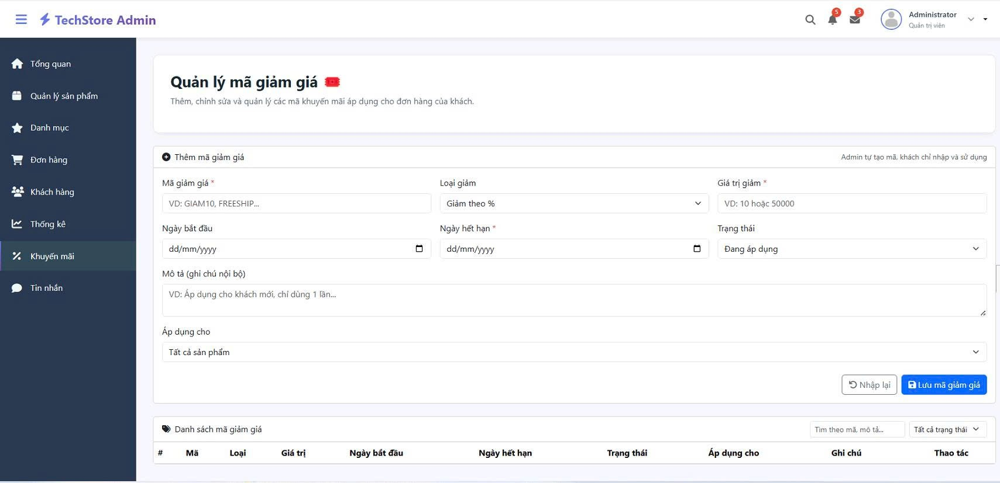 TechStore Admin
5
3
Administrator
Quản trị viên
Tổng quan
Quản lý sản phẩm
Danh mục
Đơn hàng
Khách hàng
Thống kê
Khuyến mãi
Tin nhắn
Quản lý mã giảm giá
Thêm, chỉnh sửa và quản lý các mã khuyến mãi áp dụng cho đơn hàng của khách.
Thêm mã giảm giá
Admin tự tạo mã, khách chỉ nhập và sử dụng
Mã giảm giá *
Loại giảm
Giá trị giảm *
VD: GIAM10, FREESHIP...
Giảm theo %
VD: 10 hoặc 50000
Ngày bắt đầu
Ngày hết hạn *
Trạng thái
dd/mm/yyyy
dd/mm/yyyy
Đang áp dụng
Mô tả (ghi chú nội bộ)
VD: Áp dụng cho khách mới, chỉ dùng 1 lần...
Áp dụng cho
Tất cả sản phẩm
Nhập lại
Lưu mã giảm giá
Danh sách mã giảm giá
Tìm theo mã, mô tả...
Tất cả trạng thái
# Mã Loại Giá trị Ngày bắt đầu Ngày hết hạn Trạng thái Áp dụng cho Ghi chú Thao tác